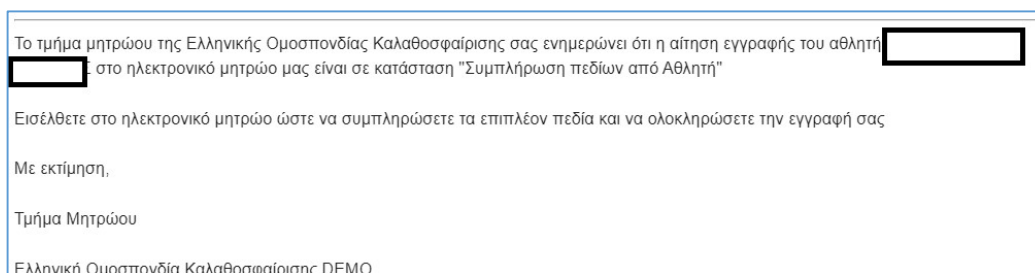 Το τμήμα μητρώου της Ελληνικής Ομοσπονδίας Καλαθοσφαίρισης σας ενημερώνει ότι η αίτηση εγγραφής του αθλητή
στο ηλεκτρονικό μητρώο μας είναι σε κατάσταση "Συμπλήρωση πεδίων από Αθλητή"
Εισέλθετε στο ηλεκτρονικό μητρώο ώστε να συμπληρώσετε τα επιπλέον πεδία και να ολοκληρώσετε την εγγραφή σας
Με εκτίμηση,
Τμήμα Μητρώου
Ελληνική Ομοσπονδία Καλαθοσφαίρισης DEMO